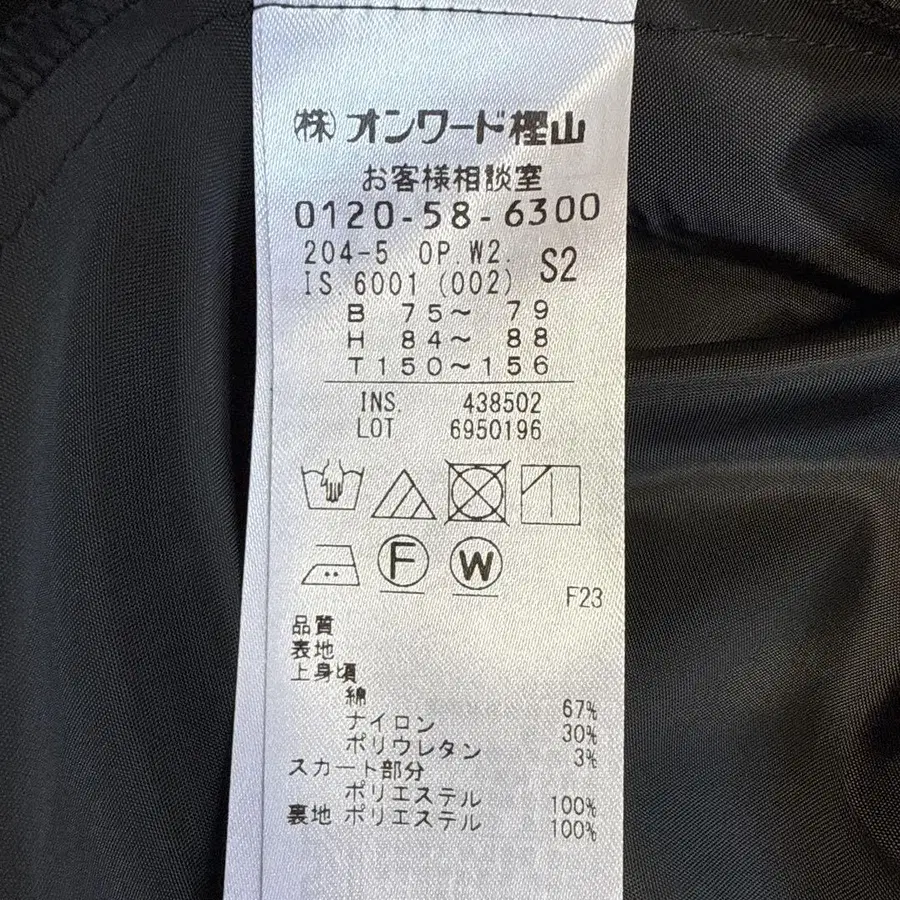 ㈱オンワード樫山
お客様相談室
0120-58-6300
204-5 OP.W2.
IS 6001 (002) S2
B 75～ 79
H 84～ 88
T150～156
INS. 438502
LOT 6950196
F W
F23
品質
表地
上身頃
綿 67%
ナイロン 30%
ポリウレタン 3%
スカート部分
ポリエステル 100%
裏地 ポリエステル 100%